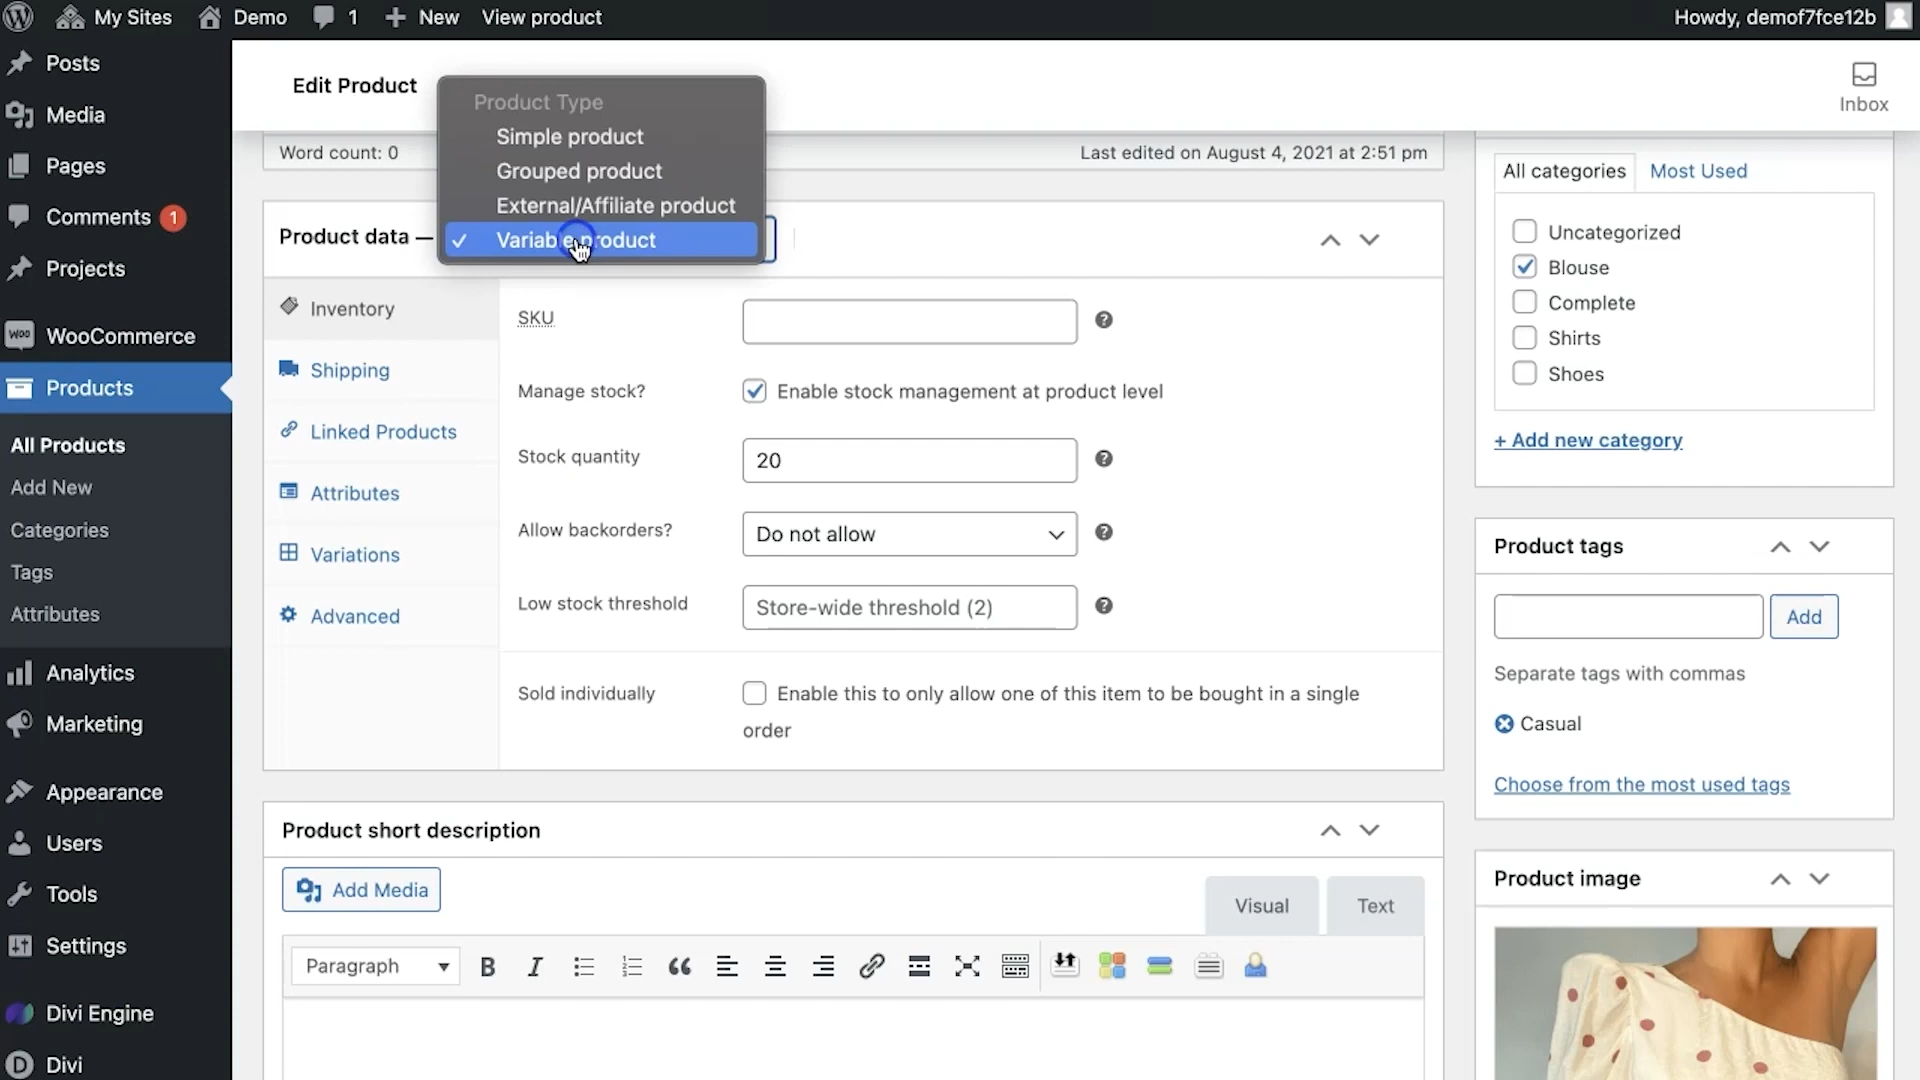 My Sites
Demo
1
New
View product
Howdy, demof7fce12b
Posts
Media
Pages
Comments 1
Projects
WOO WooCommerce
Products
All Products
Add New
Categories
Tags
Attributes
Analytics
Marketing
Appearance
Users
Tools
Settings
Divi Engine
D Divi
Edit Product
Inbox
Product Type
Simple product
Grouped product
External/Affiliate product
✓ Variable product
Word count: 0
Last edited on August 4, 2021 at 2:51 pm
Product data —
Inventory
Shipping
Linked Products
Attributes
Variations
Advanced
SKU
Manage stock?
Enable stock management at product level
Stock quantity
20
Allow backorders?
Do not allow
Low stock threshold
Store-wide threshold (2)
Sold individually
Enable this to only allow one of this item to be bought in a single
order
Product short description
Add Media
Visual
Text
Paragraph
B
I
All categories
Most Used
Uncategorized
Blouse
Complete
Shirts
Shoes
+ Add new category
Product tags
Add
Separate tags with commas
Casual
Choose from the most used tags
Product image